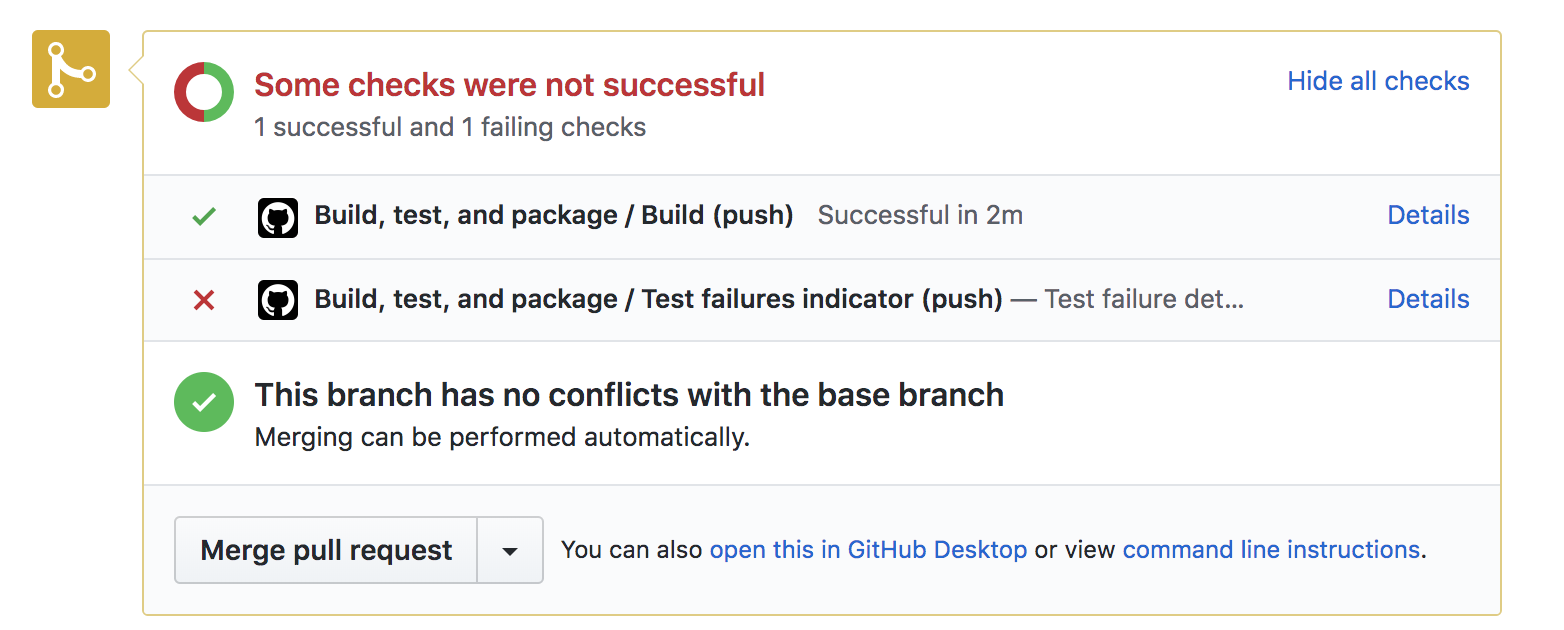 Some checks were not successful
Hide all checks
1 successful and 1 failing checks
Build, test, and package / Build (push) Successful in 2m
Details
Build, test, and package / Test failures indicator (push) — Test failure det...
Details
This branch has no conflicts with the base branch
Merging can be performed automatically.
Merge pull request
You can also open this in GitHub Desktop or view command line instructions.